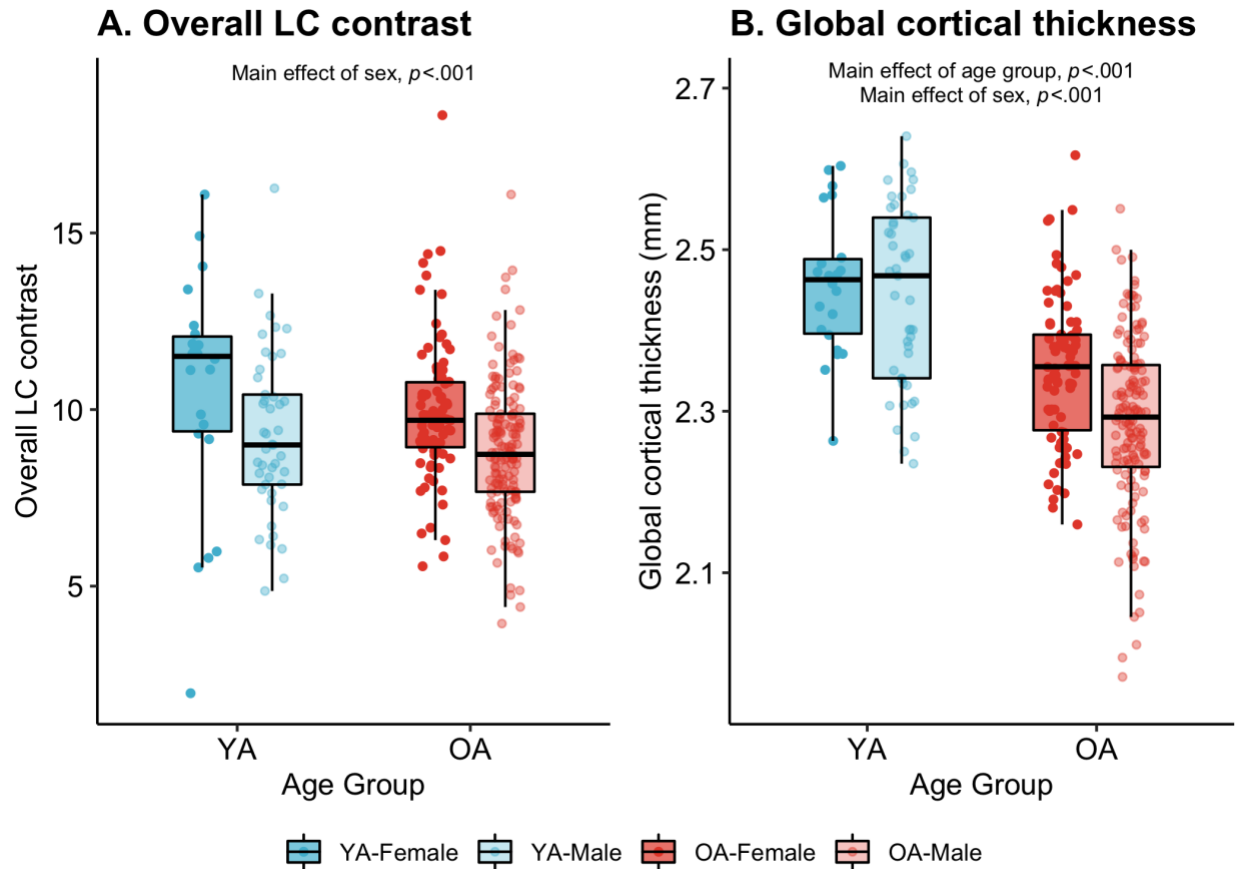 A. Overall LC contrast
Main effect of sex, p<.001
15
10
5
Overall LC contrast
YA
OA
Age Group
B. Global cortical thickness
Main effect of age group, p<.001
Main effect of sex, p<.001
2.7
2.5
2.3
2.1
Global cortical thickness (mm)
YA
OA
Age Group
YA-Female YA-Male OA-Female OA-Male